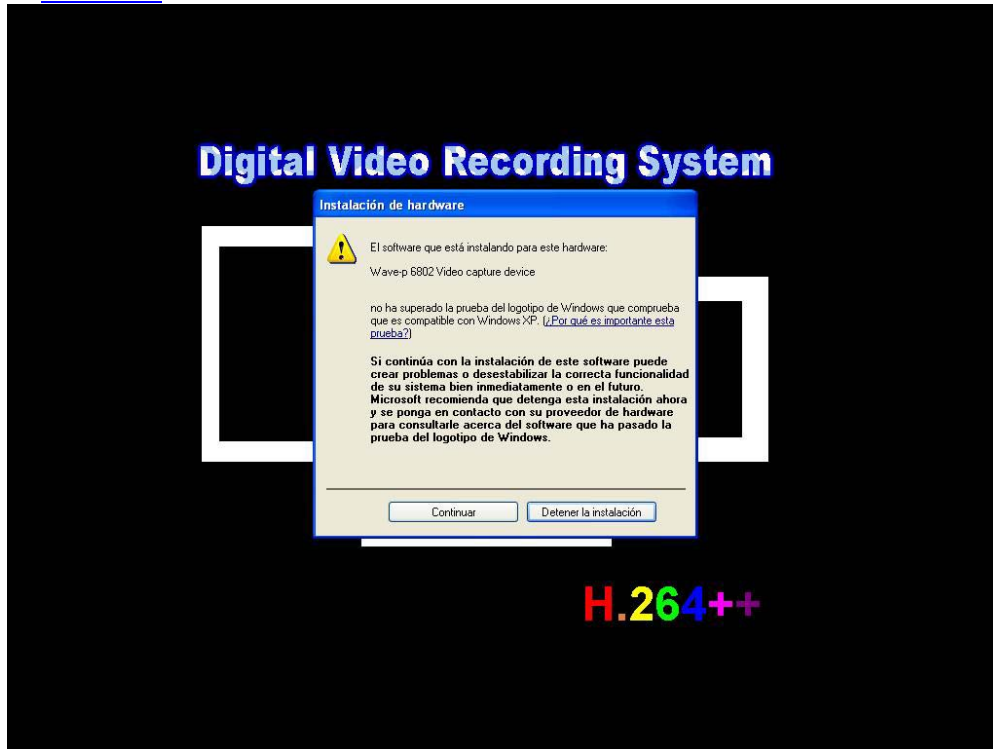 Digital Video Recording System
Instalación de hardware
El software que está instalando para este hardware:
Wave-p 6802 Video capture device
no ha superado la prueba del logotipo de Windows que comprueba
que es compatible con Windows XP. (¿Por qué es importante esta
prueba?)
Si continúa con la instalación de este software puede
crear problemas o desestabilizar la correcta funcionalidad
de su sistema bien inmediatamente o en el futuro.
Microsoft recomienda que detenga esta instalación ahora
y se ponga en contacto con su proveedor de hardware
para consultarle acerca del software que ha pasado la
prueba del logotipo de Windows.
Continuar
Detener la instalación
H.264++